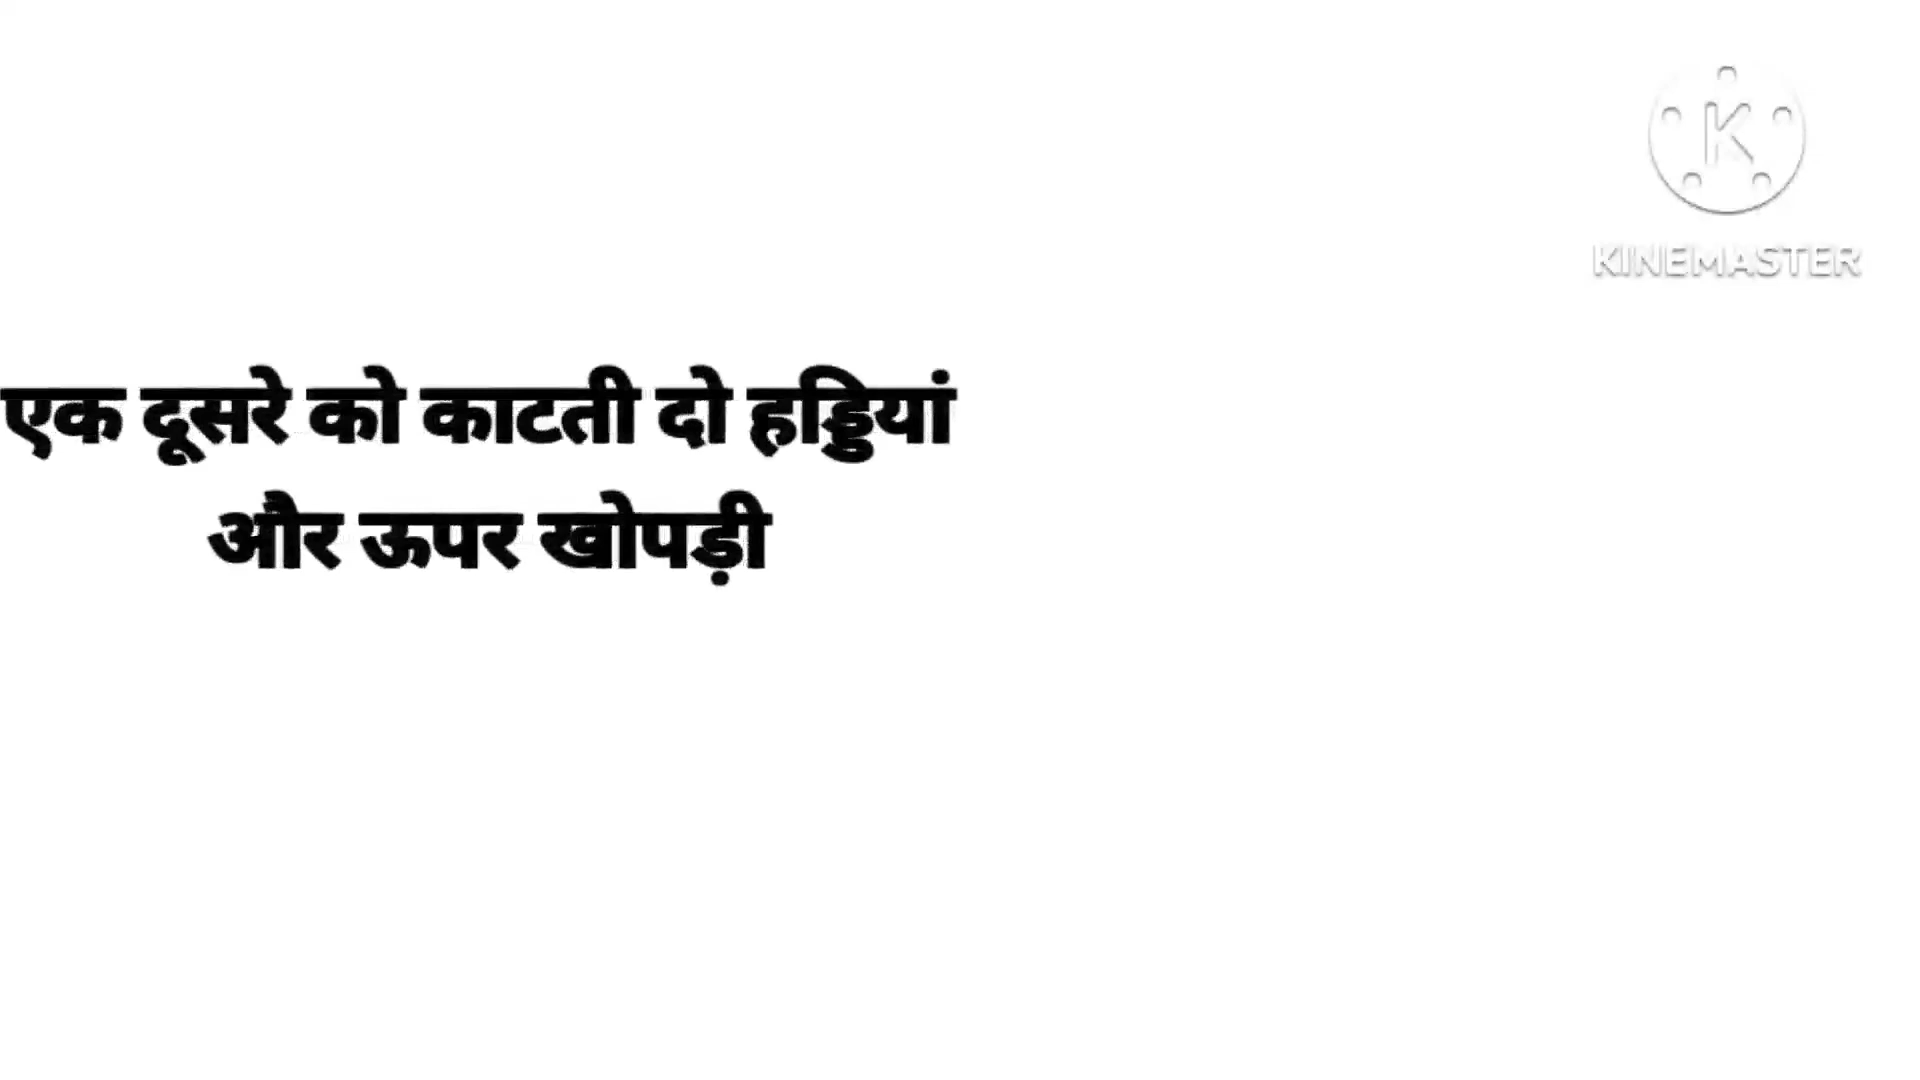 KINEMASTER
एक दूसरे को काटती दो हड्डियां
और ऊपर खोपड़ी